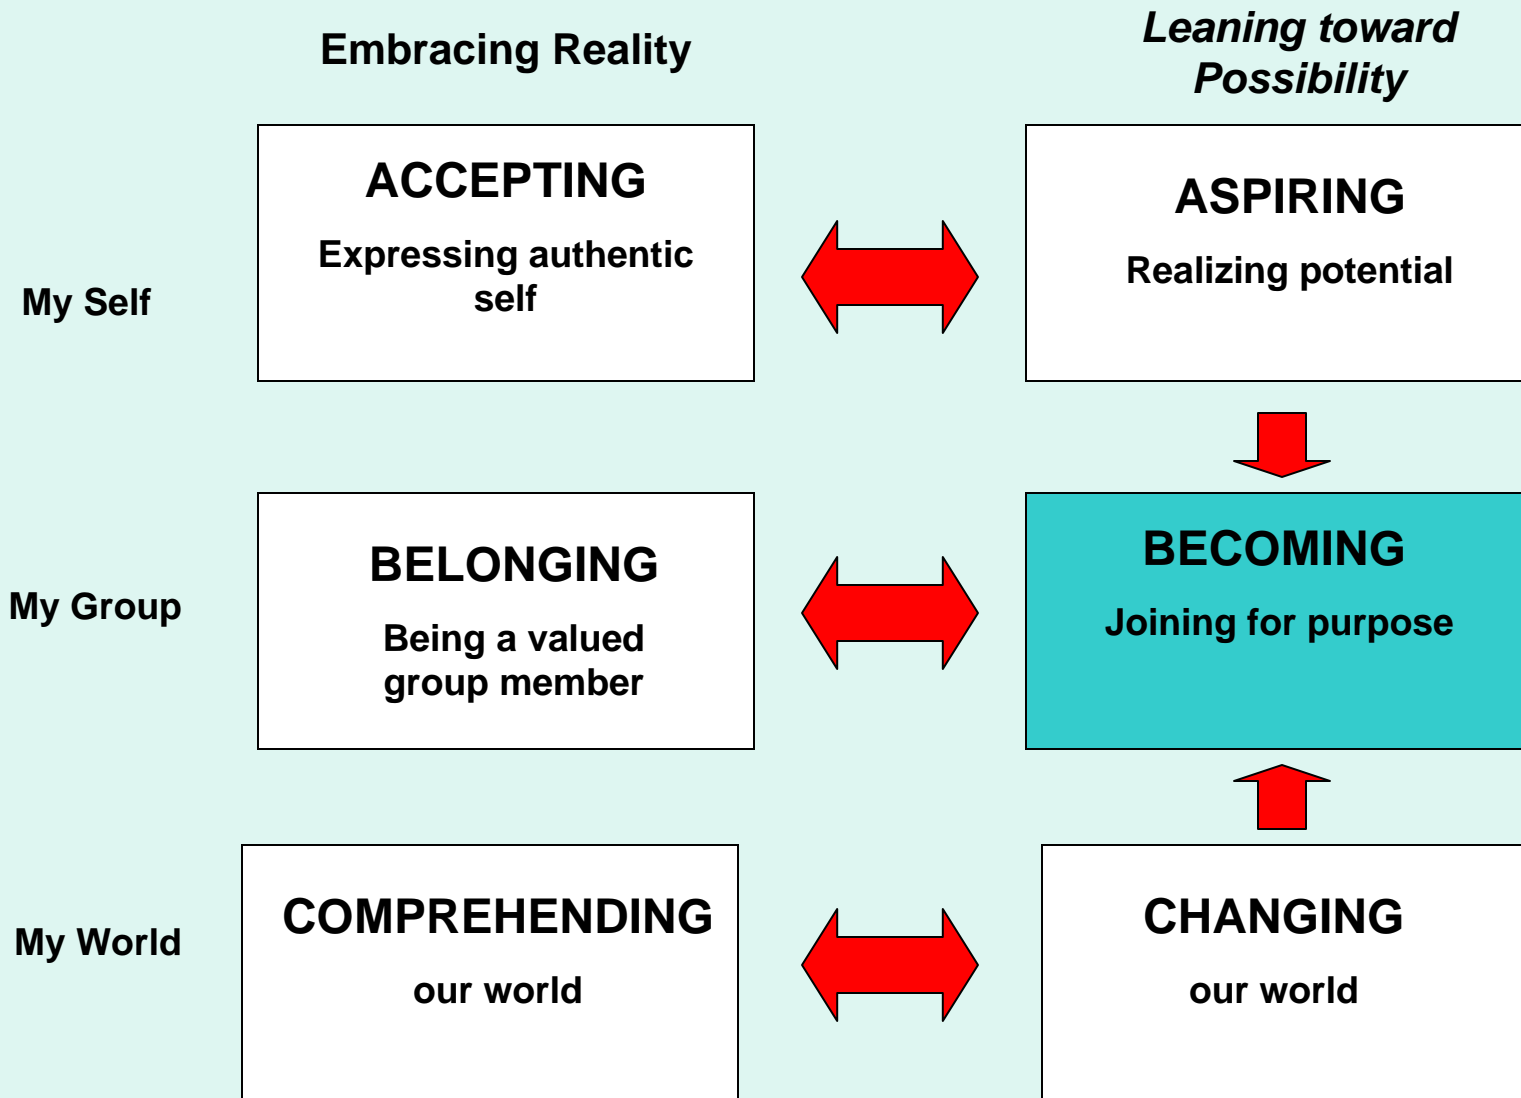 Embracing Reality
Leaning toward
Possibility
My Self
ACCEPTING
Expressing authentic
self
ASPIRING
Realizing potential
My Group
BELONGING
Being a valued
group member
BECOMING
Joining for purpose
My World
COMPREHENDING
our world
CHANGING
our world